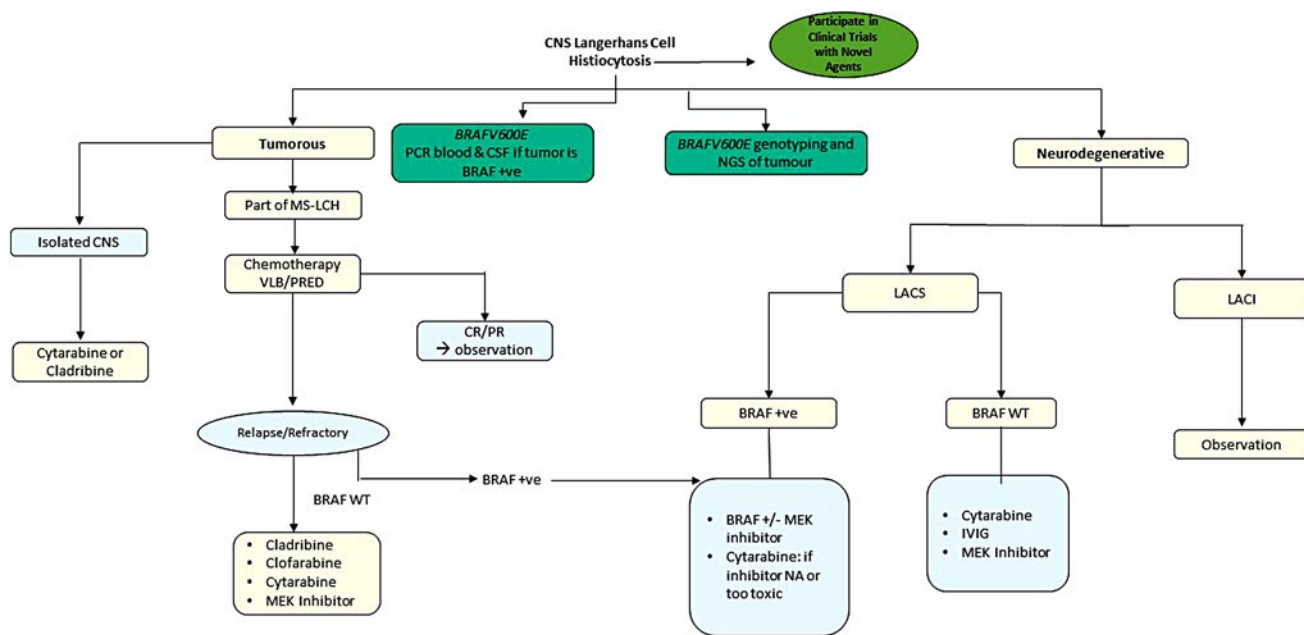 CNS Langerhans Cell
Histiocytosis
Participate in
Clinical Trials
with Novel
Agents
Tumorous
BRAFV600E
PCR blood & CSF if tumor is
BRAF +ve
BRAFV600E genotyping and
NGS of tumour
Neurodegenerative
Part of MS-LCH
Isolated CNS
Chemotherapy
VLB/PRED
LACS
LACI
CR/PR
→ observation
Cytarabine or
Cladribine
Relapse/Refractory
BRAF +ve
BRAF WT
Observation
BRAF WT
BRAF +ve
• Cladribine
• Clofarabine
• Cytarabine
• MEK Inhibitor
• BRAF +/- MEK
inhibitor
• Cytarabine: if
inhibitor NA or
too toxic
• Cytarabine
• IVIG
• MEK Inhibitor